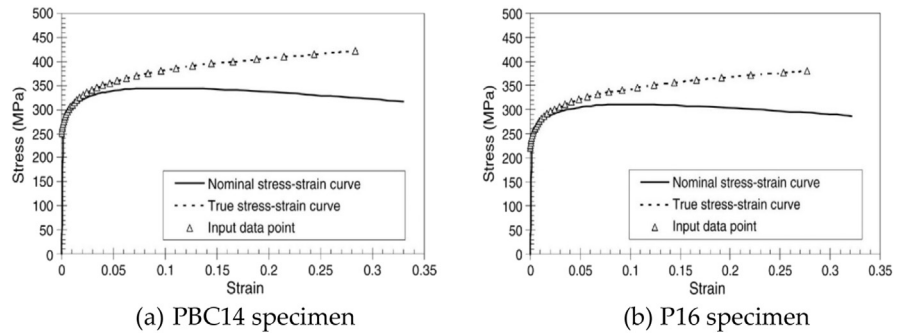 500
450
400
350
300
250
200
150
100
50
0
Stress (MPa)
Nominal stress-strain curve
True stress-strain curve
Input data point
0 0.05 0.1 0.15 0.2 0.25 0.3 0.35
Strain
(a) PBC14 specimen
500
450
400
350
300
250
200
150
100
50
0
Stress (MPa)
Nominal stress-strain curve
True stress-strain curve
Input data point
0 0.05 0.1 0.15 0.2 0.25 0.3 0.35
Strain
(b) P16 specimen